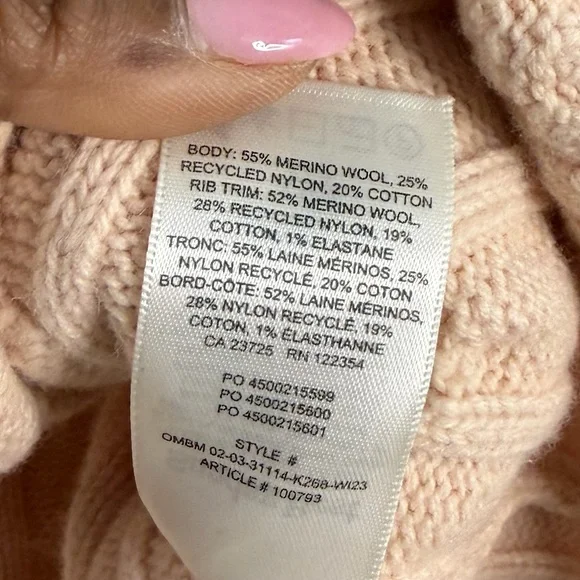 BODY: 55% MERINO WOOL, 25%
RECYCLED NYLON, 20% COTTON
RIB TRIM: 52% MERINO WOOL,
28% RECYCLED NYLON, 19%
COTTON, 1% ELASTANE
TRONC: 55% LAINE MÉRINOS, 25%
NYLON RECYCLÉ, 20% COTON
BORD-CÔTE: 52% LAINE MÉRINOS,
28% NYLON RECYCLÉ, 19%
COTON, 1% ÉLASTHANNE
CA 23725 RN 122354
PO 4500215599
PO 4500215600
PO 4500215601
STYLE #
OMBM 02-03-31114-K268-WI23
ARTICLE # 100793